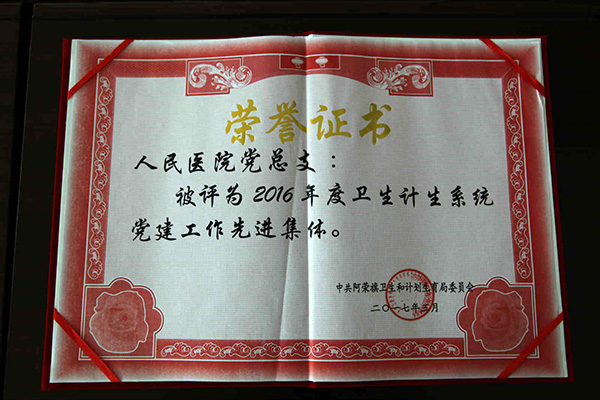 荣誉证书
人民医院党总支：
被评为2016年度卫生计生系统
党建工作先进集体。
中共阿荣旗卫生和计划生育局委员会
二〇一七年三月